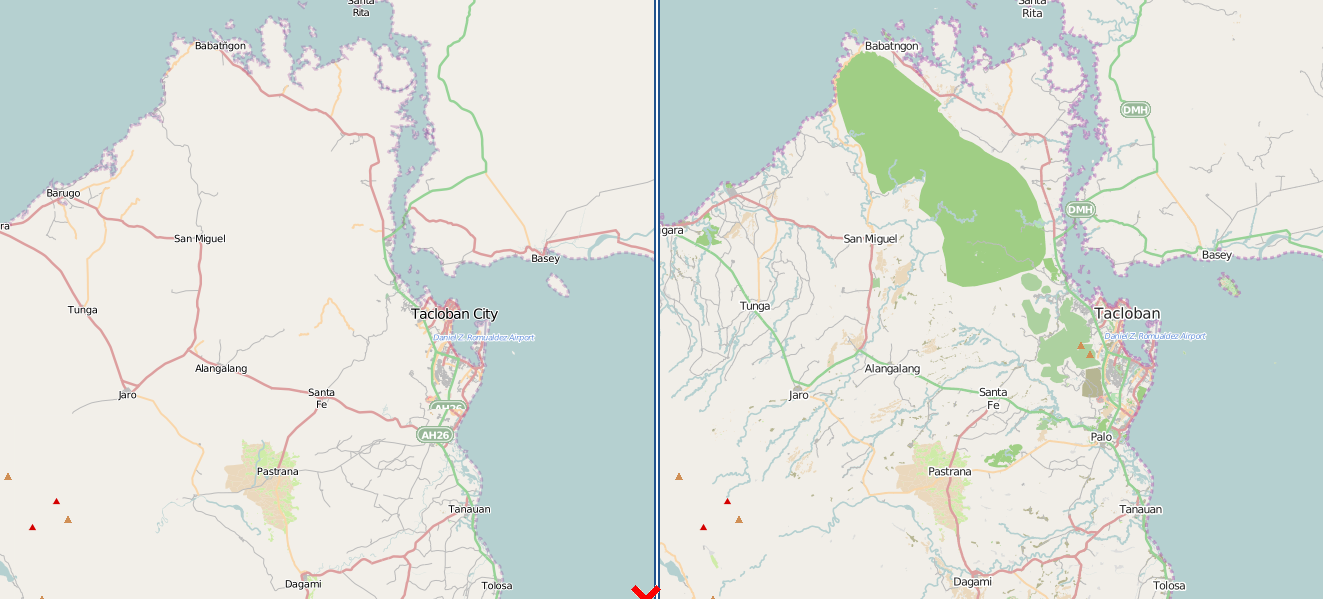 Santa
Rita
Babatngon
Barugo
ra
San Miguel
Basey
Tunga
Tacloban City
Daniel Z. Romualdez Airport
Alangalang
Jaro
Santa
Fe
AH26
AH26
Pastrana
Tanauan
Dagami
Tolosa
Santa
Rita
Babatngon
DMH
DMH
gara
San Miguel
Basey
Tunga
Tacloban
Daniel Z. Romualdez Airport
Alangalang
Jaro
Santa
Fe
Palo
Pastrana
Tanauan
Dagami
Tolosa